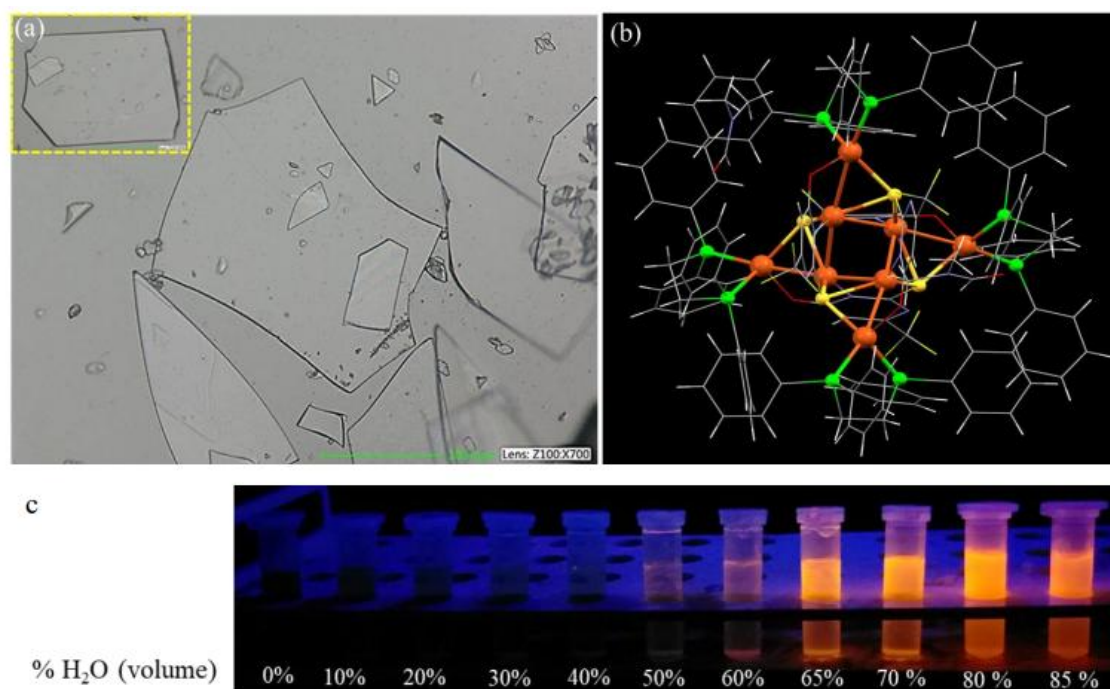 (a)
(b)
Lens: Z100:X700
c
% H₂O (volume)
0% 10% 20% 30% 40% 50% 60% 65% 70 % 80 % 85 %